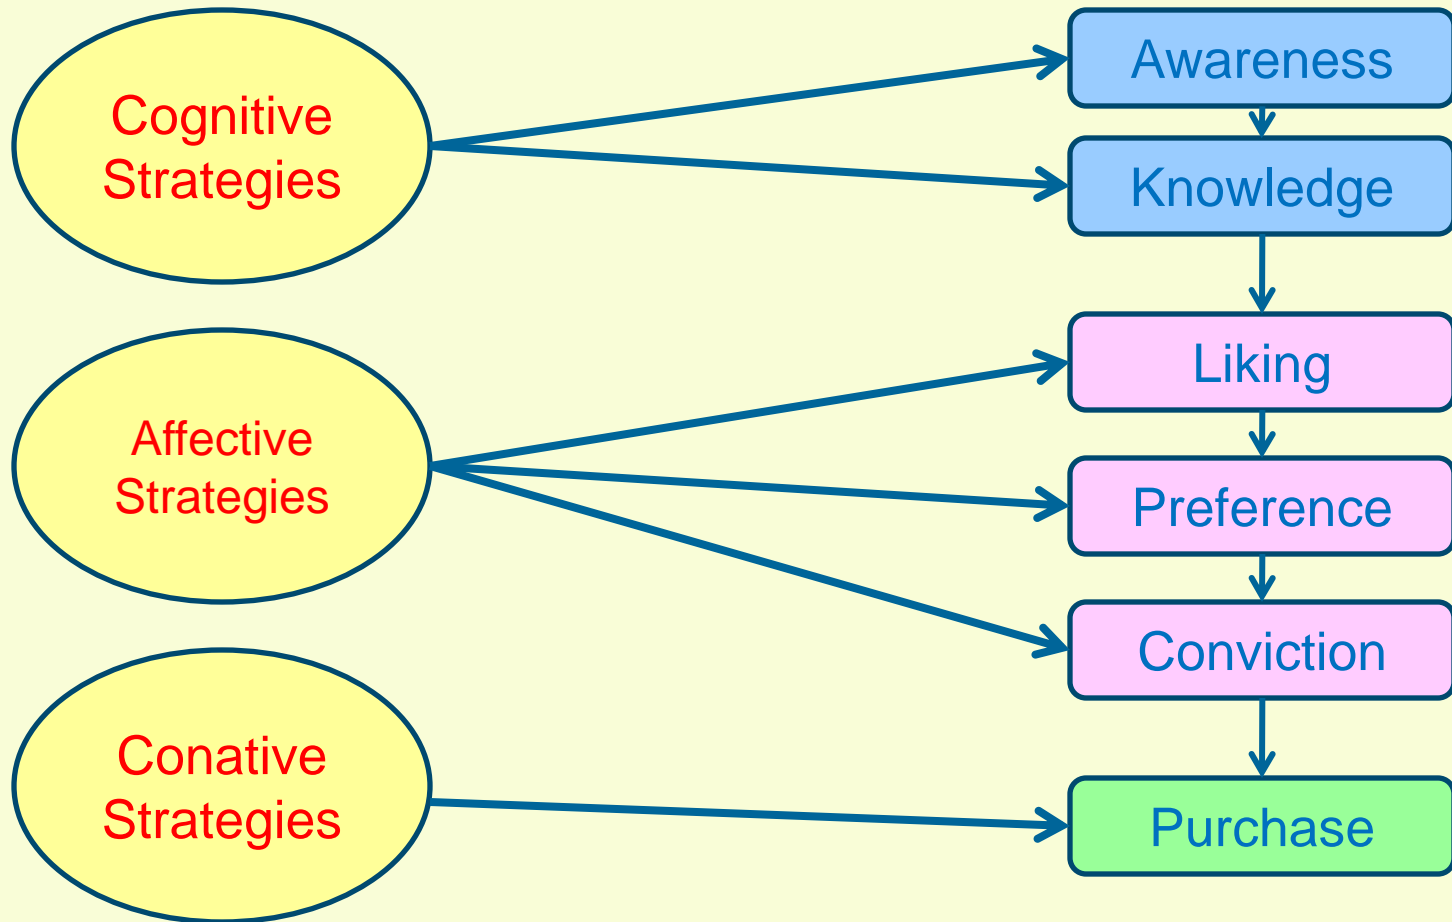 Cognitive
Strategies
Awareness
Knowledge
Affective
Strategies
Liking
Preference
Conviction
Conative
Strategies
Purchase